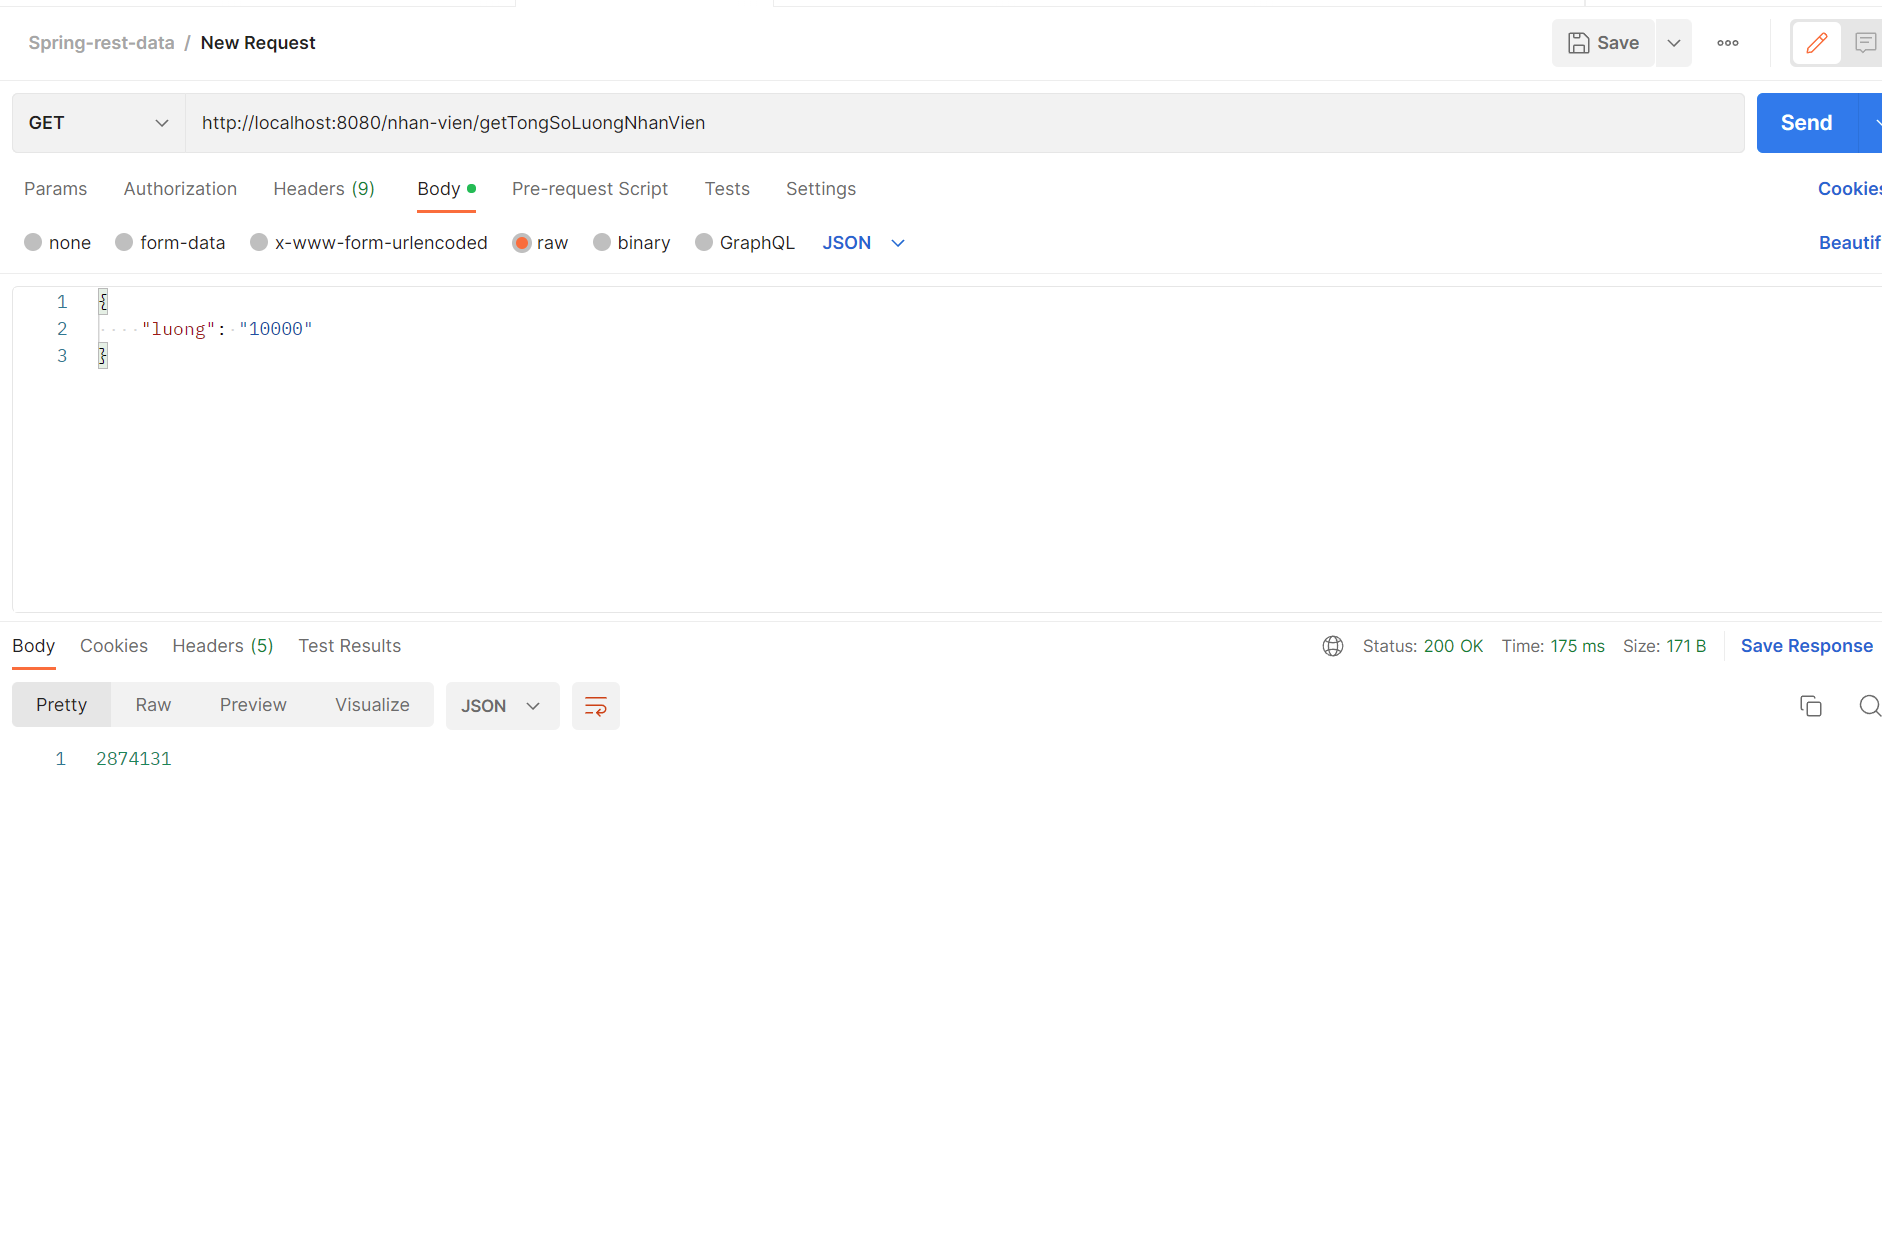 Spring-rest-data / New Request Save
GET http://localhost:8080/nhan-vien/getTongSoLuongNhanVien Send
Params Authorization Headers (9) Body Pre-request Script Tests Settings Cookies
none form-data x-www-form-urlencoded raw binary GraphQL JSON Beautif
1 {
2 "luong": "10000"
3 }
Body Cookies Headers (5) Test Results Status: 200 OK Time: 175 ms Size: 171 B Save Response
Pretty Raw Preview Visualize JSON
1 2874131